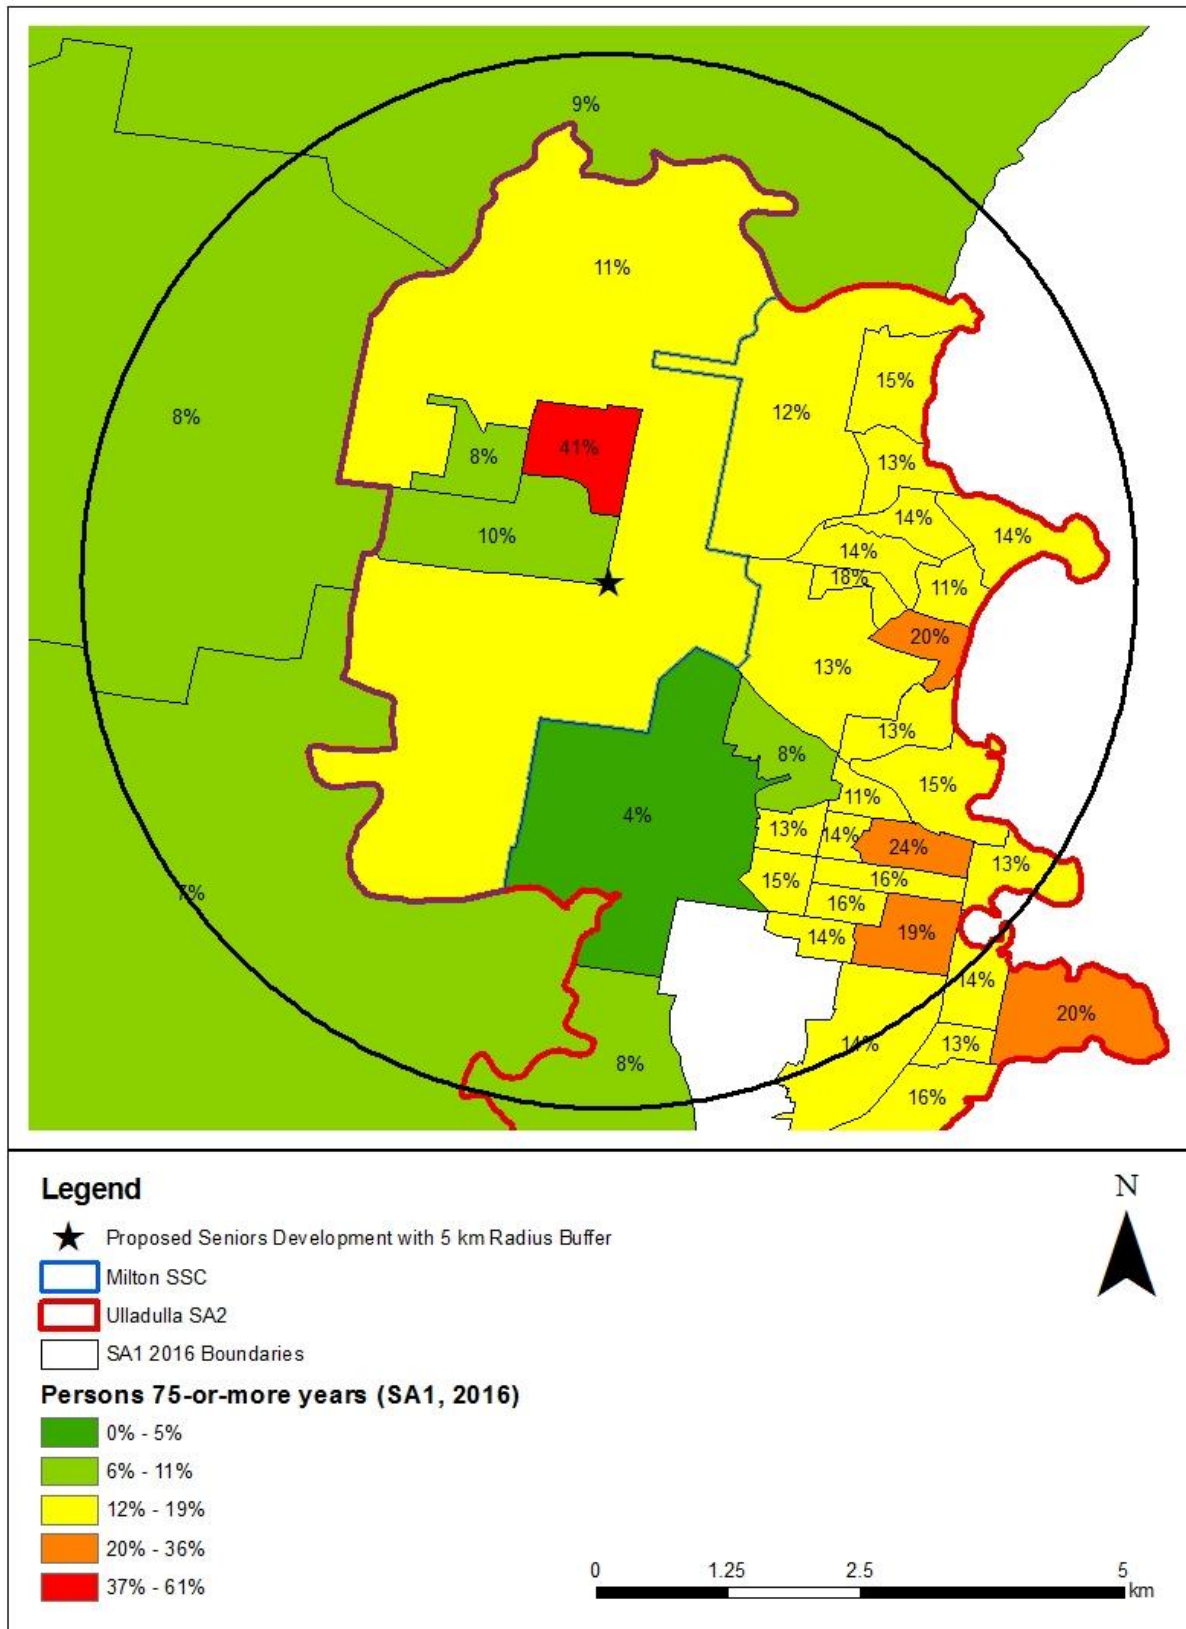 9%
11%
15%
8%
12%
41%
8%
13%
14%
14%
10%
14%
18%
11%
20%
13%
13%
8%
15%
11%
4%
13%
14%
24%
13%
15%
16%
7%
16%
19%
14%
14%
20%
14%
13%
8%
16%
Legend
N
Proposed Seniors Development with 5 km Radius Buffer
Milton SSC
Ulladulla SA2
SA1 2016 Boundaries
Persons 75-or-more years (SA1, 2016)
0% - 5%
6% - 11%
12% - 19%
20% - 36%
37% - 61%
0 1.25 2.5 5
km